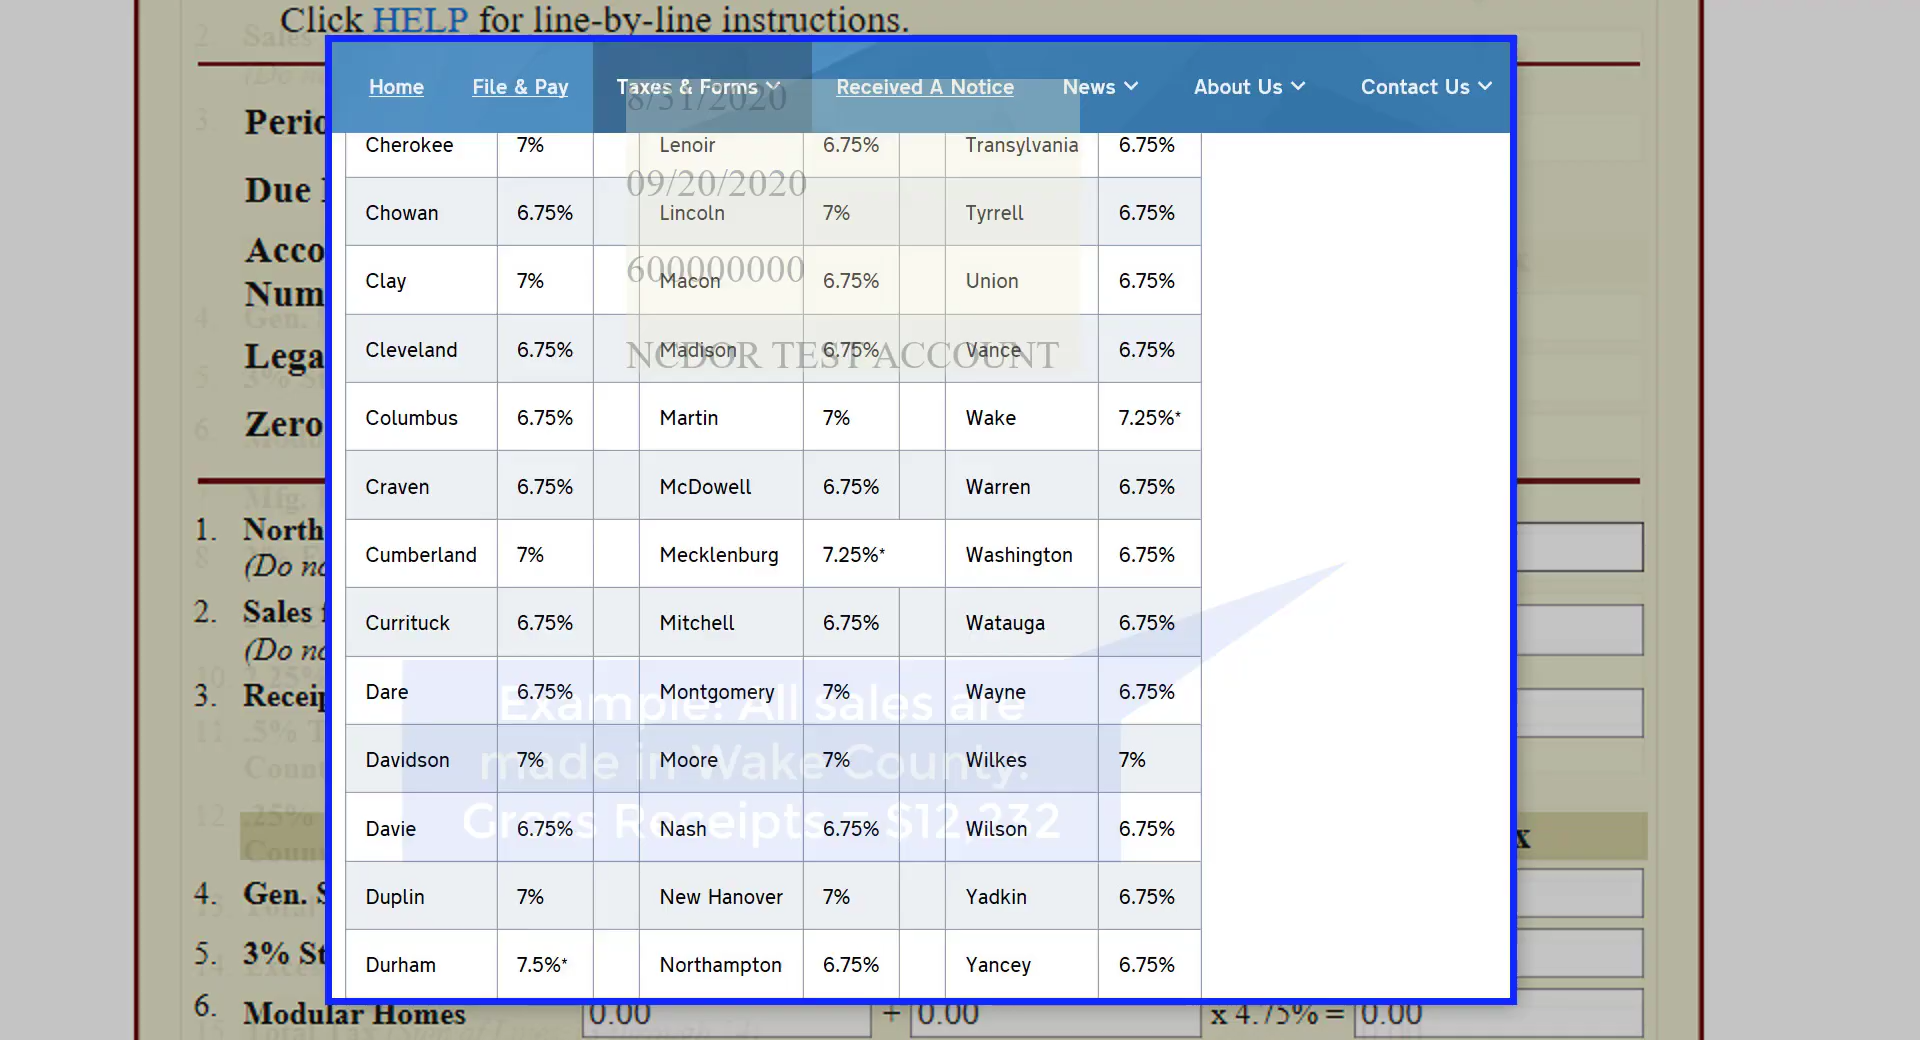 Click HELP for line-by-line instructions.
Home File & Pay Taxes & Forms Received A Notice News About Us Contact Us
8/31/2020
Cherokee 7% Lenoir 6.75% Transylvania 6.75%
09/20/2020
Chowan 6.75% Lincoln 7% Tyrrell 6.75%
600000000
Clay 7% Macon 6.75% Union 6.75%
Cleveland 6.75% Madison 6.75% Vance 6.75%
NCDOR TEST ACCOUNT
Columbus 6.75% Martin 7% Wake 7.25%*
Craven 6.75% McDowell 6.75% Warren 6.75%
Cumberland 7% Mecklenburg 7.25%* Washington 6.75%
Currituck 6.75% Mitchell 6.75% Watauga 6.75%
Dare 6.75% Montgomery 7% Wayne 6.75%
Davidson 7% Moore 7% Wilkes 7%
Davie 6.75% Nash 6.75% Wilson 6.75%
Duplin 7% New Hanover 7% Yadkin 6.75%
Durham 7.5%* Northampton 6.75% Yancey 6.75%
Example: All sales are
made in Wake County.
Gross Receipts = $12,232
Due
Zero
1. North
2. Sales
3.
4. Gen.
5. 3%
6. Modular Homes 0.00 + 0.00 x 4.75% = 0.00